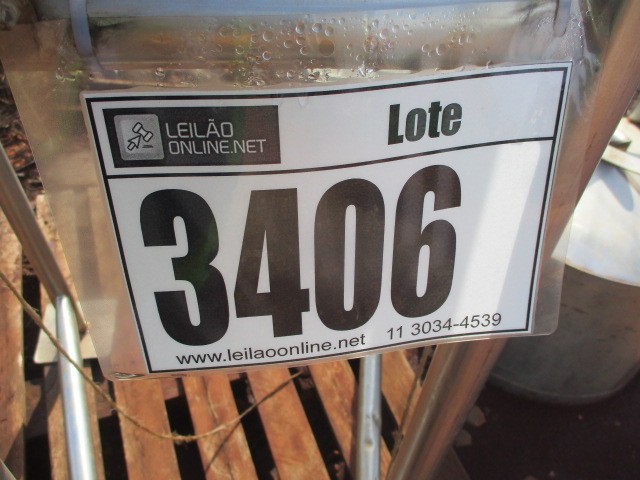 LEILÃO
ONLINE.NET
Lote
3406
www.leilaoonline.net 11 3034-4539